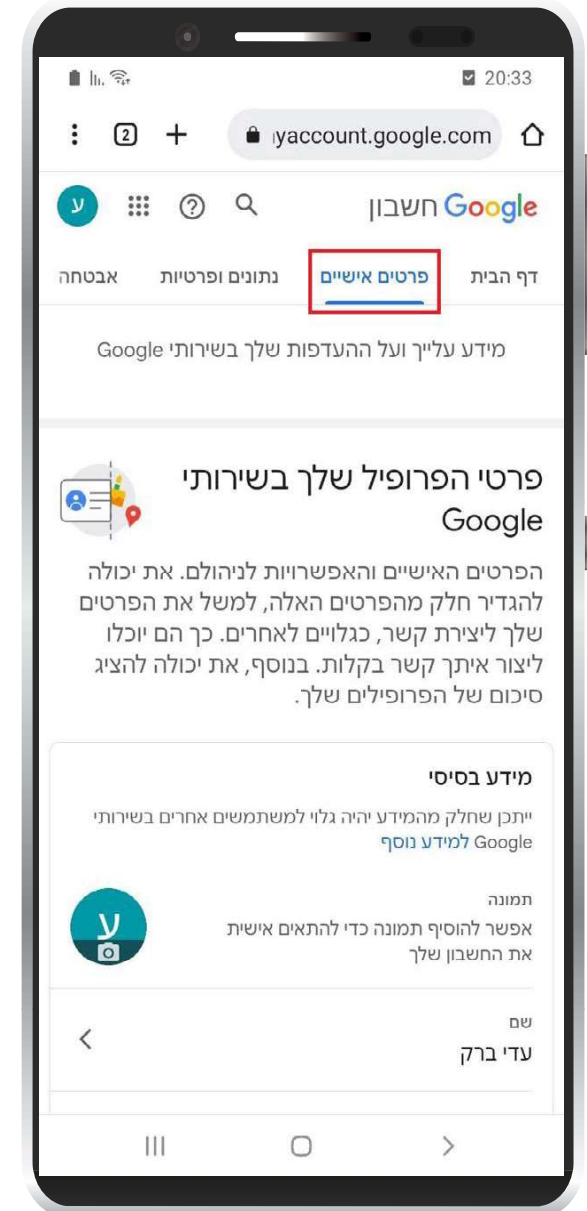 20:33
2
yaccount.google.com
ע
חשבון Google
דף הבית פרטים אישיים נתונים ופרטיות אבטחה
מידע עלייך ועל ההעדפות שלך בשירותי Google
פרטי הפרופיל שלך בשירותי
Google
הפרטים האישיים והאפשרויות לניהולם. את יכולה
להגדיר חלק מהפרטים האלה, למשל את הפרטים
שלך ליצירת קשר, כגלויים לאחרים. כך הם יוכלו
ליצור איתך קשר בקלות. בנוסף, את יכולה להציג
סיכום של הפרופילים שלך.
מידע בסיסי
ייתכן שחלק מהמידע יהיה גלוי למשתמשים אחרים בשירותי
Google למידע נוסף
תמונה
אפשר להוסיף תמונה כדי להתאים אישית
את החשבון שלך
ע
שם
עדי ברק